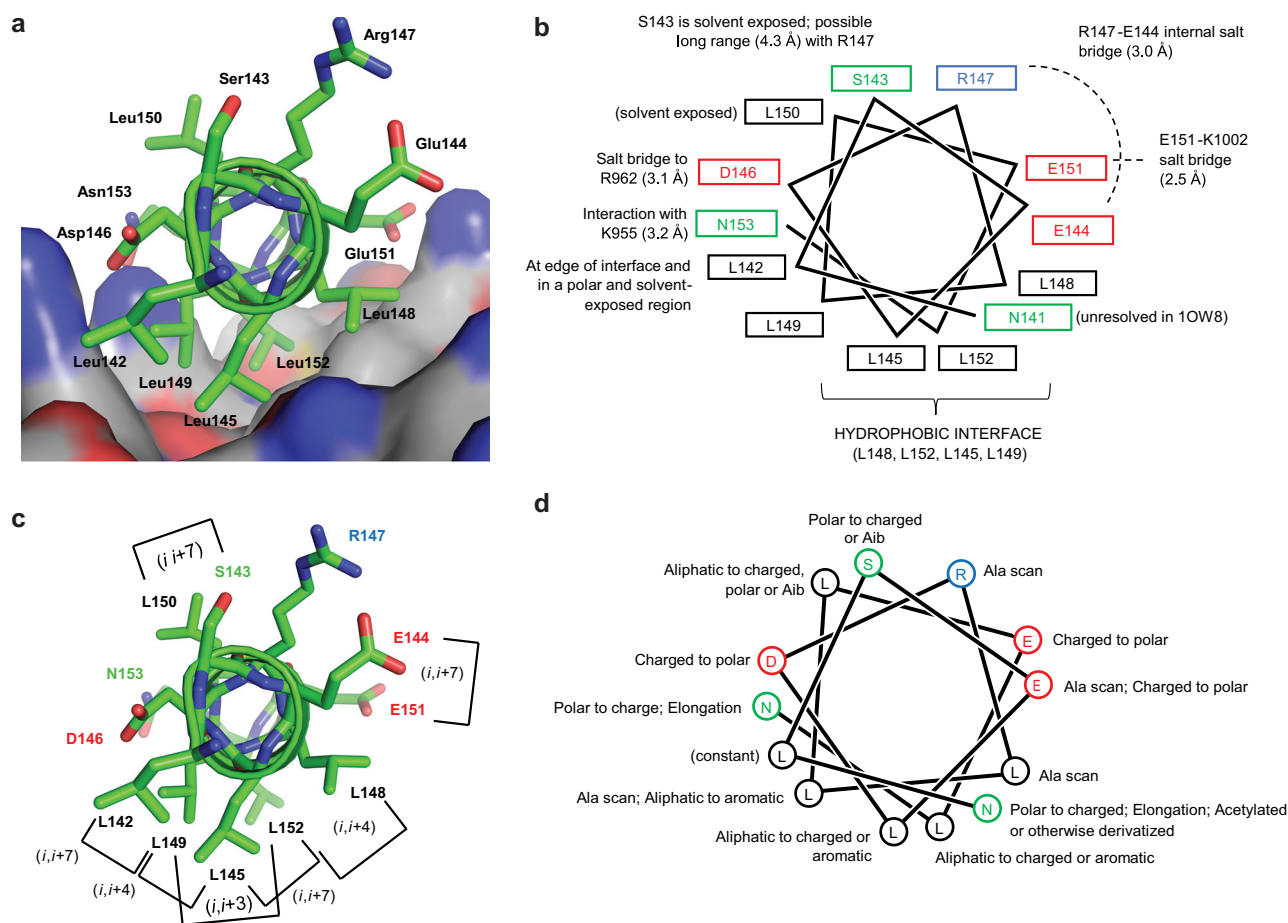 a
Arg147
Ser143
Leu150
Glu144
Asn153
Asp146
Glu151
Leu148
Leu142
Leu152
Leu149
Leu145
b
S143 is solvent exposed; possible
long range (4.3 Å) with R147
R147-E144 internal salt
bridge (3.0 Å)
S143
R147
(solvent exposed)
L150
E151-K1002
salt bridge
(2.5 Å)
Salt bridge to
R962 (3.1 Å)
D146
E151
Interaction with
K955 (3.2 Å)
N153
E144
At edge of interface and
in a polar and solvent-
exposed region
L142
L148
N141
(unresolved in 1OW8)
L149
L145
L152
HYDROPHOBIC INTERFACE
(L148, L152, L145, L149)
c
(i, i+7)
R147
S143
L150
E144
(i,i+7)
N153
E151
D146
L148
L142
L152
(i,i+4)
L149
(i,i+7)
L145
(i,i+4)
(i,i+3)
(i,i+7)
d
Polar to charged
or Aib
Aliphatic to charged,
polar or Aib
S
R
Ala scan
L
E
Charged to polar
Charged to polar
D
E
Ala scan; Charged to polar
Polar to charge; Elongation
N
(constant)
L
L
Ala scan
Ala scan; Aliphatic to aromatic
L
N
Polar to charged; Elongation; Acetylated
or otherwise derivatized
Aliphatic to charged or
aromatic
L
L
Aliphatic to charged or aromatic